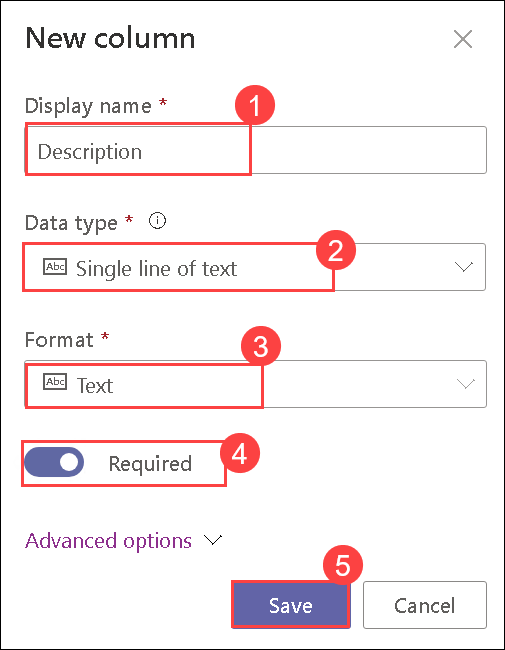 New column
Display name *
1
Description
Data type *
2
Abc Single line of text
Format *
3
Abc Text
Required
4
Advanced options
5
Save
Cancel